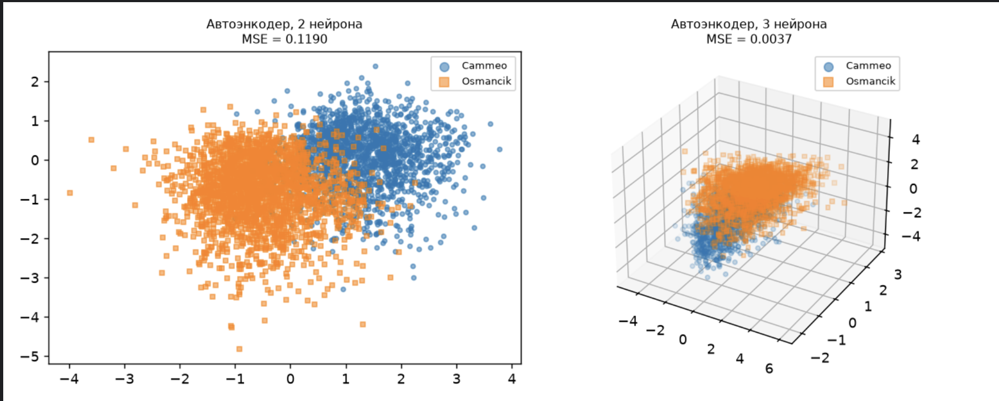 Автоэнкодер, 2 нейрона
MSE = 0.1190
Cammeo
Osmancik
2
1
0
−1
−2
−3
−4
−5
−4 −3 −2 −1 0 1 2 3 4
Автоэнкодер, 3 нейрона
MSE = 0.0037
Cammeo
Osmancik
4
2
0
−2
−4
3
2
1
0
−1
−2
−4 −2 0 2 4 6